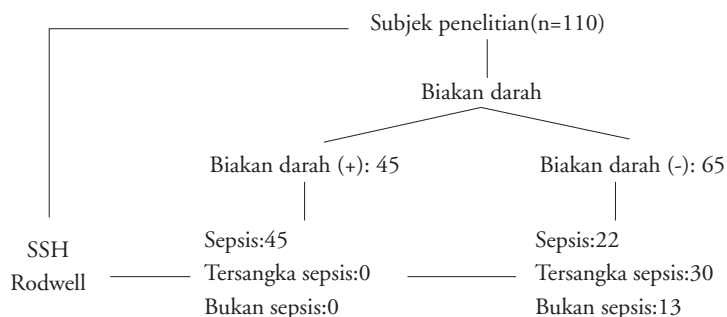 Subjek penelitian(n=110)
Biakan darah
Biakan darah (+): 45
Biakan darah (-): 65
SSH
Rodwell
Sepsis:45
Tersangka sepsis:0
Bukan sepsis:0
Sepsis:22
Tersangka sepsis:30
Bukan sepsis:13